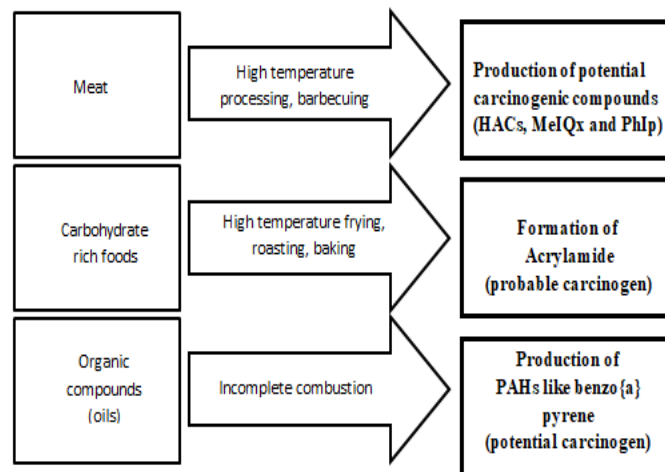 Meat
High temperature
processing, barbecuing
Production of potential
carcinogenic compounds
(HACs, MeIQx and PhIp)
Carbohydrate
rich foods
High temperature frying,
roasting, baking
Formation of
Acrylamide
(probable carcinogen)
Organic
compounds
(oils)
Incomplete combustion
Production of
PAHs like benzo{a}
pyrene
(potential carcinogen)